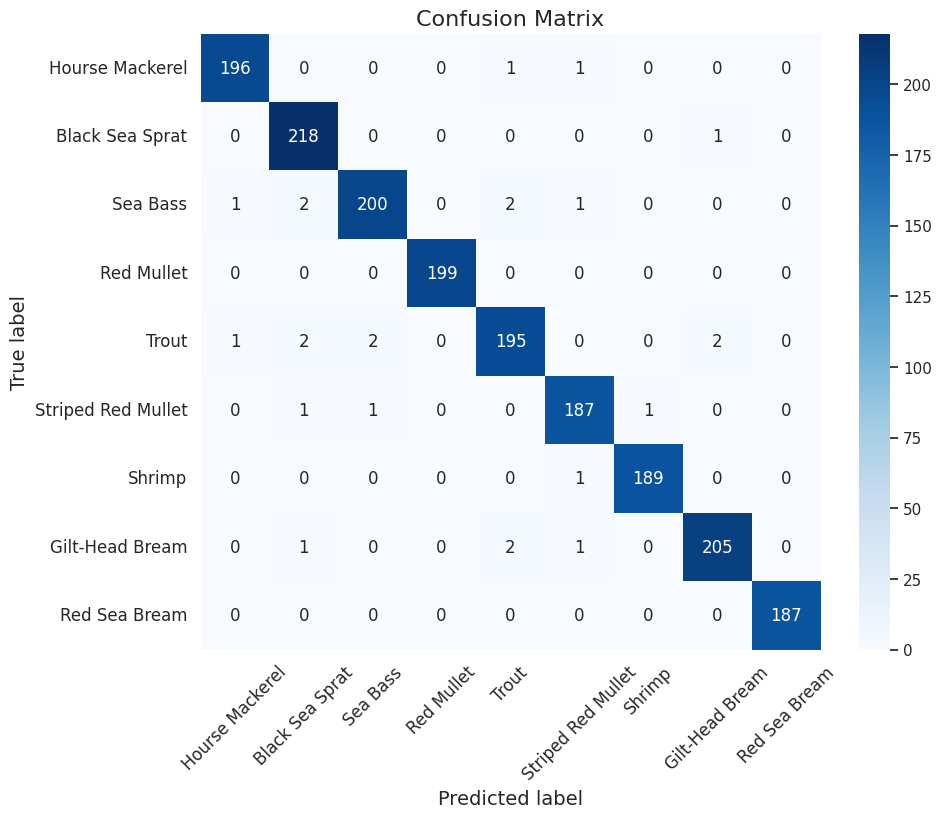 Confusion Matrix
Hourse Mackerel 196 0 0 0 1 1 0 0 0
Black Sea Sprat 0 218 0 0 0 0 0 1 0
Sea Bass 1 2 200 0 2 1 0 0 0
Red Mullet 0 0 0 199 0 0 0 0 0
Trout 1 2 2 0 195 0 0 2 0
Striped Red Mullet 0 1 1 0 0 187 1 0 0
Shrimp 0 0 0 0 0 1 189 0 0
Gilt-Head Bream 0 1 0 0 2 1 0 205 0
Red Sea Bream 0 0 0 0 0 0 0 0 187
True label
Hourse Mackerel
Black Sea Sprat
Sea Bass
Red Mullet
Trout
Striped Red Mullet
Shrimp
Gilt-Head Bream
Red Sea Bream
Predicted label
200
175
150
125
100
75
50
25
0